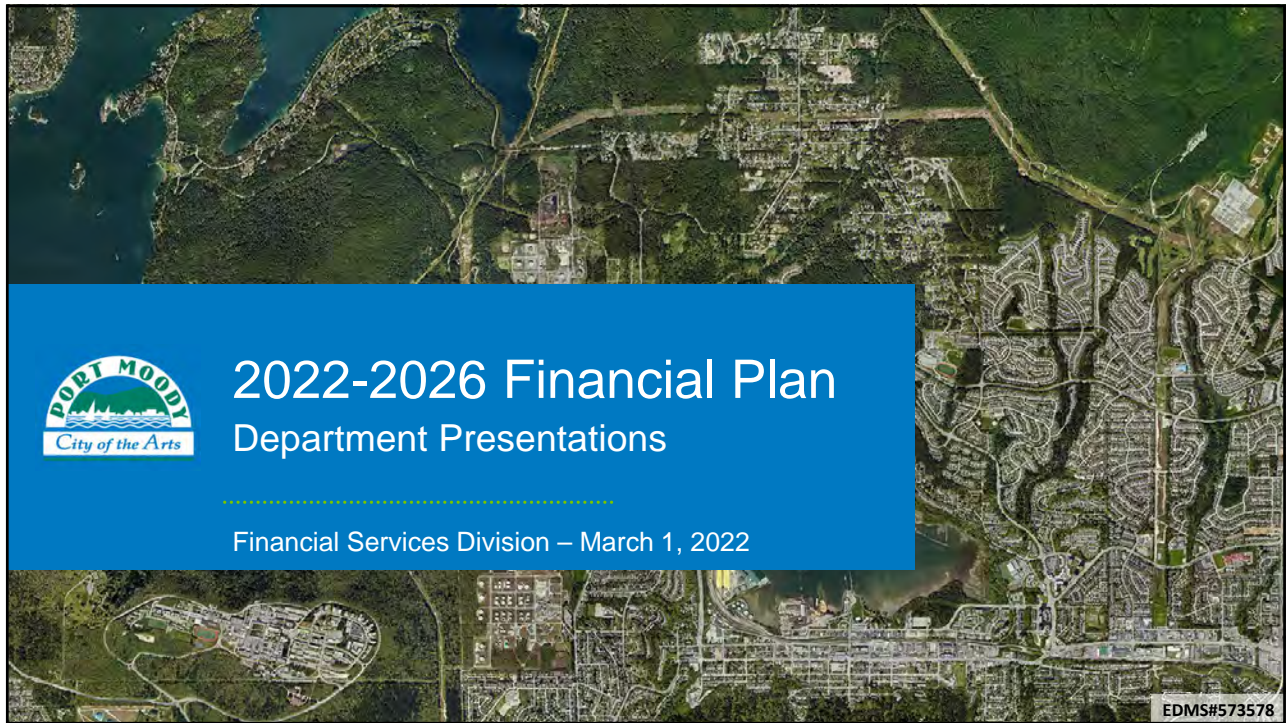 PORT MOODY
City of the Arts
2022-2026 Financial Plan
Department Presentations
Financial Services Division – March 1, 2022
EDMS#573578